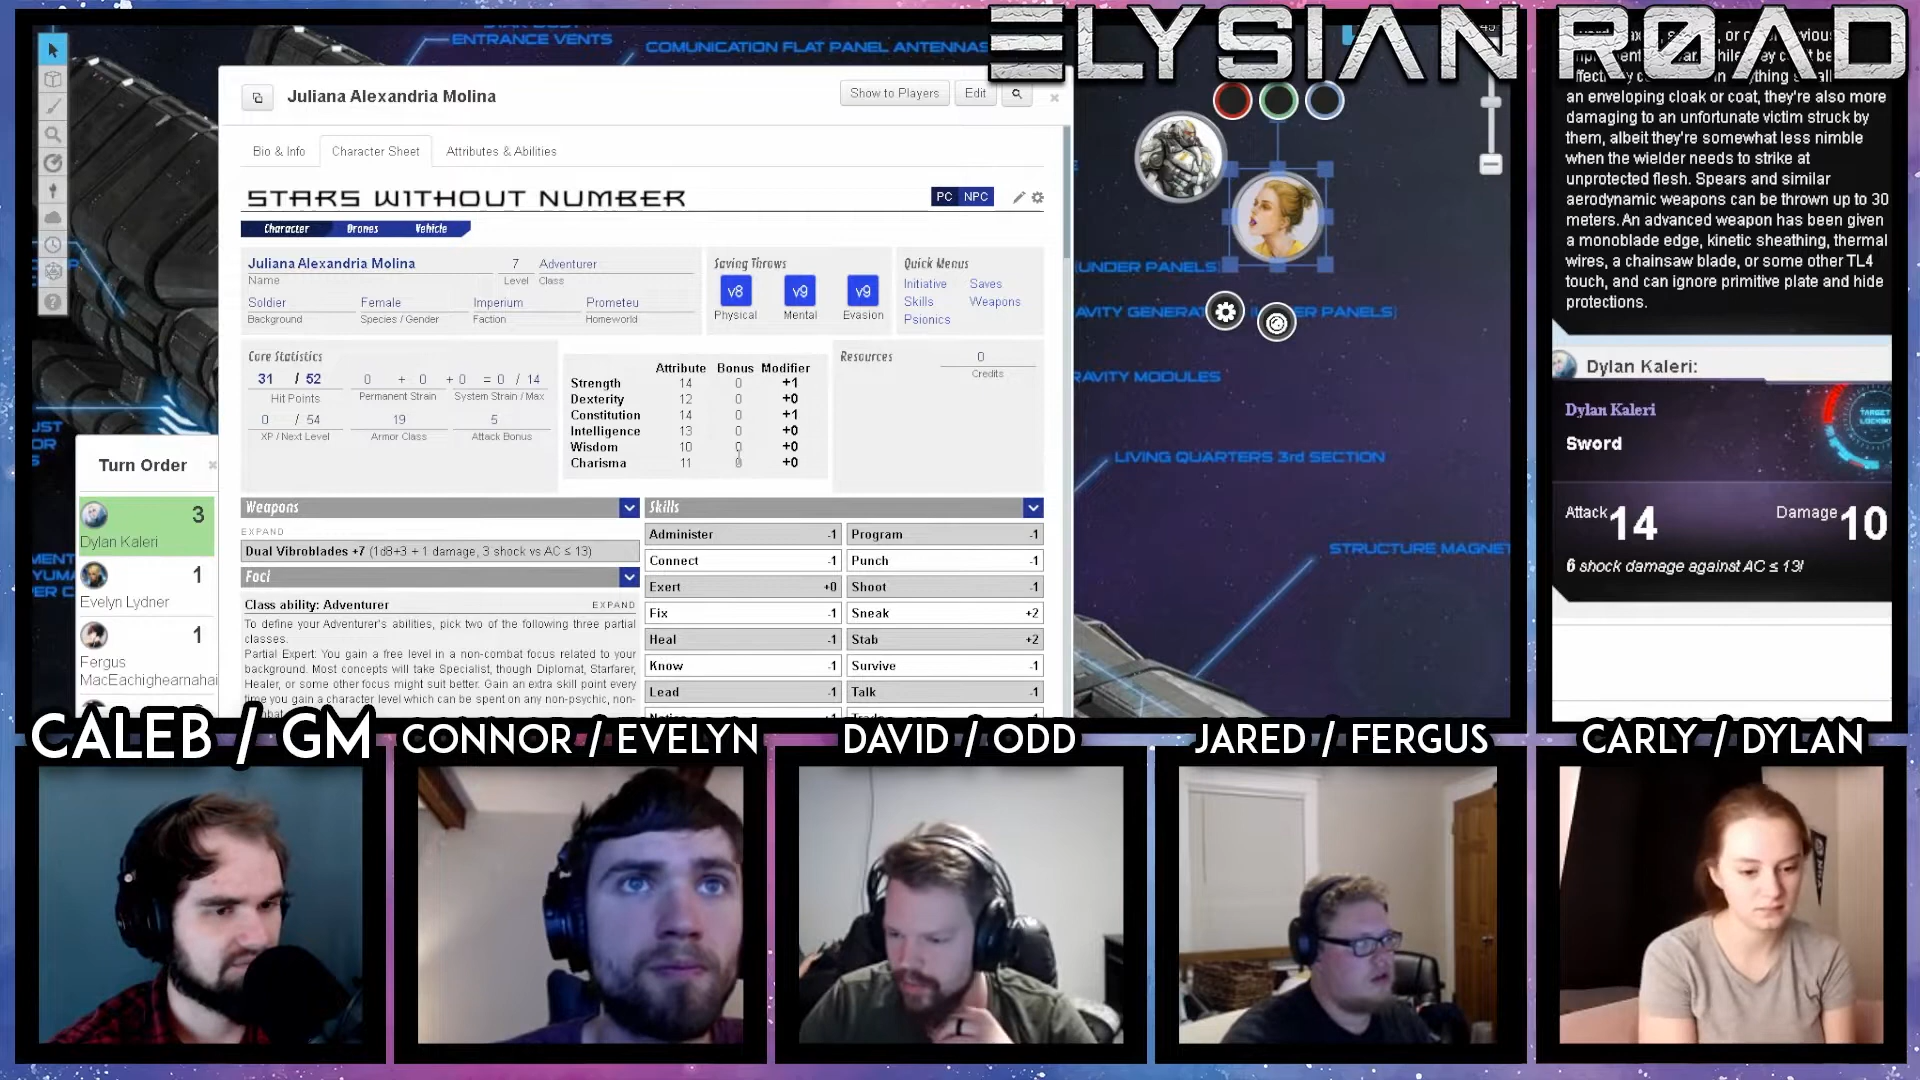 ELYSIAN RØAD
ENTRANCE VENTS
COMUNICATION FLAT PANEL ANTENNAS
Juliana Alexandria Molina
Show to Players
Edit
Bio & Info
Character Sheet
Attributes & Abilities
STARS WITHOUT NUMBER
PC NPC
Character
Drones
Vehicle
Juliana Alexandria Molina
Name
7
Level
Adventurer
Class
Soldier
Background
Female
Species / Gender
Imperium
Faction
Prometeu
Homeworld
Saving Throws
v8
Physical
v9
Mental
v9
Evasion
Quick Menus
Initiative
Saves
Skills
Weapons
Psionics
Core Statistics
31 / 52
Hit Points
0 + 0 + 0 = 0 / 14
Permanent Strain
System Strain / Max
0 / 54
XP / Next Level
19
Armor Class
5
Attack Bonus
Attribute Bonus Modifier
Strength 14 0 +1
Dexterity 12 0 +0
Constitution 14 0 +1
Intelligence 13 0 +0
Wisdom 10 0 +0
Charisma 11 0 +0
Resources
0
Credits
Weapons
EXPAND
Dual Vibroblades +7 (1d8+3 + 1 damage, 3 shock vs AC ≤ 13)
Foci
Class ability: Adventurer
EXPAND
To define your Adventurer's abilities, pick two of the following three partial
classes.
Partial Expert: You gain a free level in a non-combat focus related to your
background. Most concepts will take Specialist, though Diplomat, Starfarer,
Healer, or some other focus might suit better. Gain an extra skill point every
time you gain a character level which can be spent on any non-psychic, non-
Skills
Administer -1
Program -1
Connect -1
Punch -1
Exert +0
Shoot -1
Fix -1
Sneak +2
Heal -1
Stab +2
Know -1
Survive -1
Lead -1
Talk -1
Turn Order
3
Dylan Kaleri
1
Evelyn Lydner
1
Fergus
MacEachighearnahai
UNDER PANELS)
RAVITY MODULES
LIVING QUARTERS 3rd SECTION
STRUCTURE MAGNET
an enveloping cloak or coat, they're also more
damaging to an unfortunate victim struck by
them, albeit they're somewhat less nimble
when the wielder needs to strike at
unprotected flesh. Spears and similar
aerodynamic weapons can be thrown up to 30
meters. An advanced weapon has been given
a monoblade edge, kinetic sheathing, thermal
wires, a chainsaw blade, or some other TL4
touch, and can ignore primitive plate and hide
protections.
Dylan Kaleri:
Dylan Kaleri
Sword
Attack 14
Damage 10
6 shock damage against AC ≤ 13!
CALEB / GM
CONNOR / EVELYN
DAVID / ODD
JARED / FERGUS
CARLY / DYLAN